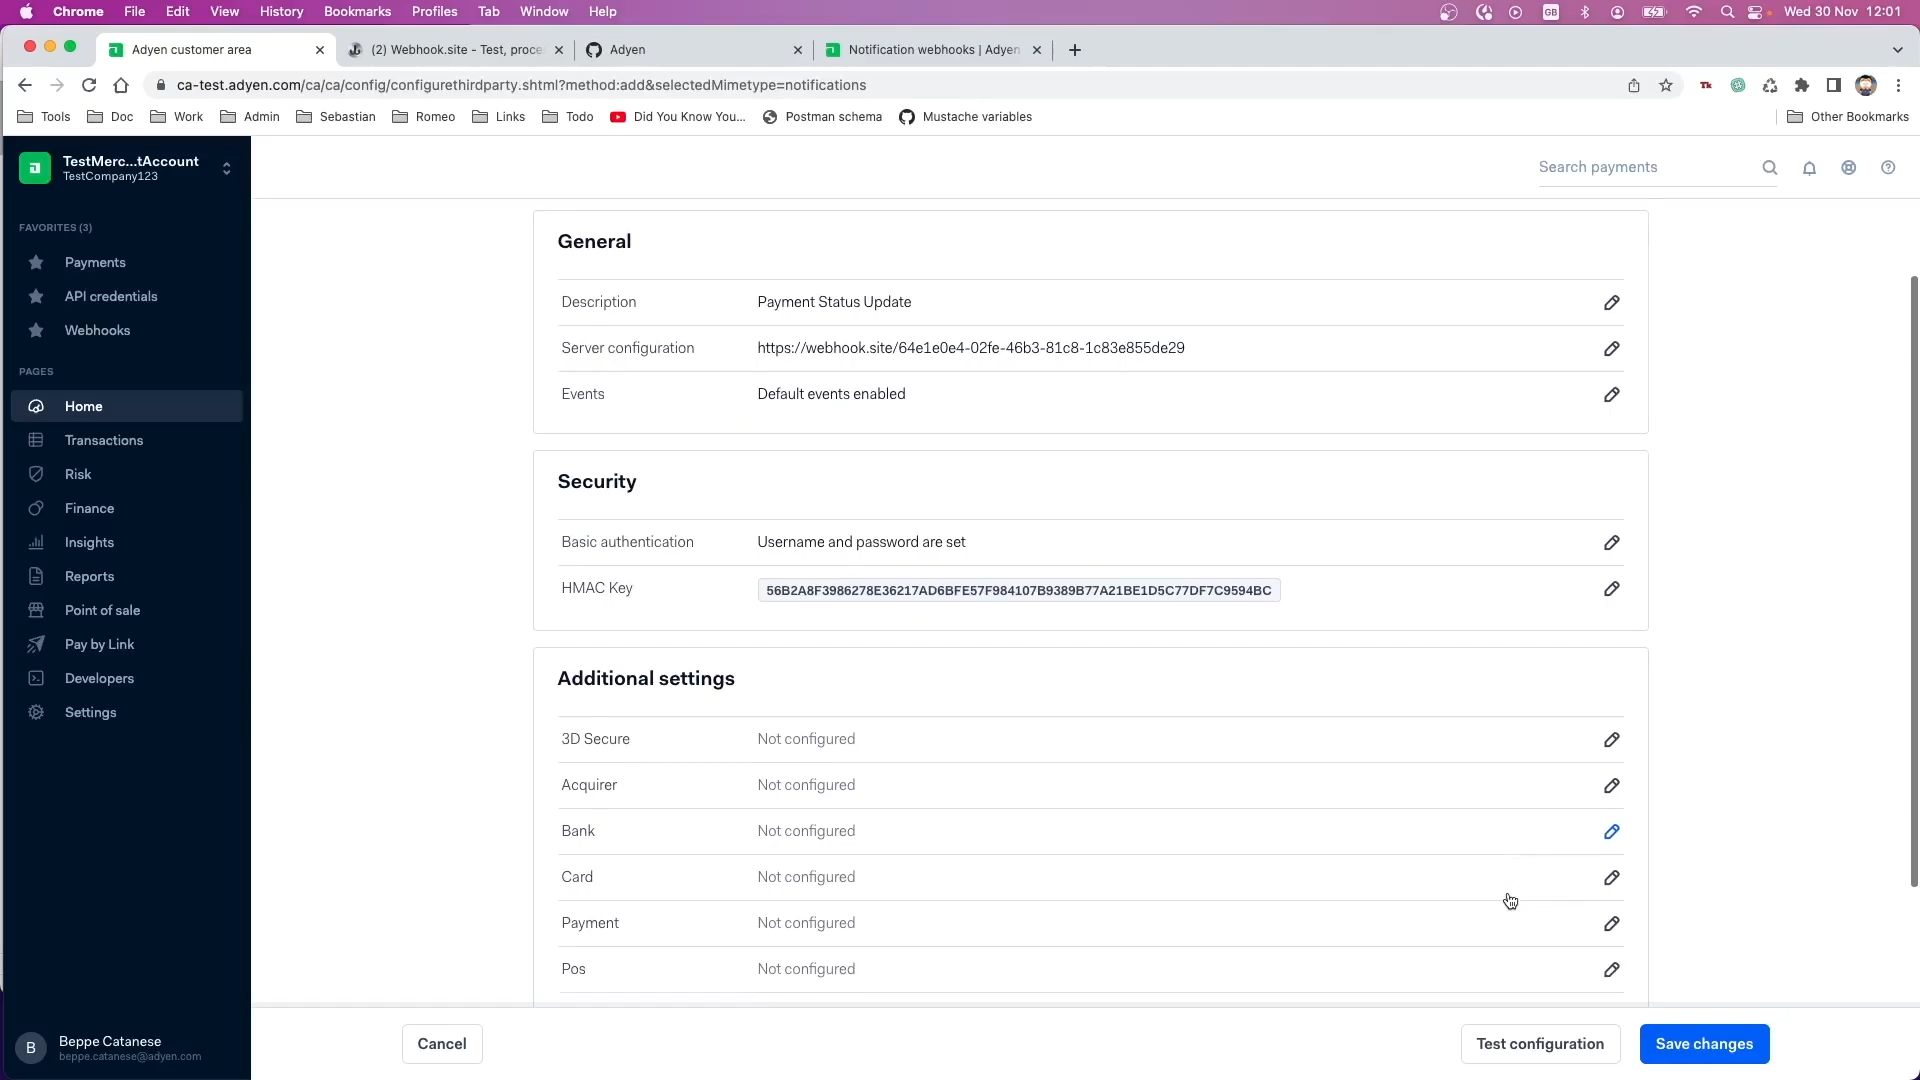 Chrome File Edit View History Bookmarks Profiles Tab Window Help GB Wed 30 Nov 12:01
Adyen customer area (2) Webhook.site - Test, proce Adyen Notification webhooks | Adyen
ca-test.adyen.com/ca/ca/config/configurethirdparty.shtml?method:add&selectedMimetype=notifications TK
Tools Doc Work Admin Sebastian Romeo Links Todo Did You Know You... Postman schema Mustache variables Other Bookmarks
TestMerc...tAccount
TestCompany123
Search payments
FAVORITES (3)
Payments
API credentials
Webhooks
PAGES
Home
Transactions
Risk
Finance
Insights
Reports
Point of sale
Pay by Link
Developers
Settings
B
Beppe Catanese
beppe.catanese@adyen.com
General
Description Payment Status Update
Server configuration https://webhook.site/64e1e0e4-02fe-46b3-81c8-1c83e855de29
Events Default events enabled
Security
Basic authentication Username and password are set
HMAC Key 56B2A8F3986278E36217AD6BFE57F984107B9389B77A21BE1D5C77DF7C9594BC
Additional settings
3D Secure Not configured
Acquirer Not configured
Bank Not configured
Card Not configured
Payment Not configured
Pos Not configured
Cancel Test configuration Save changes